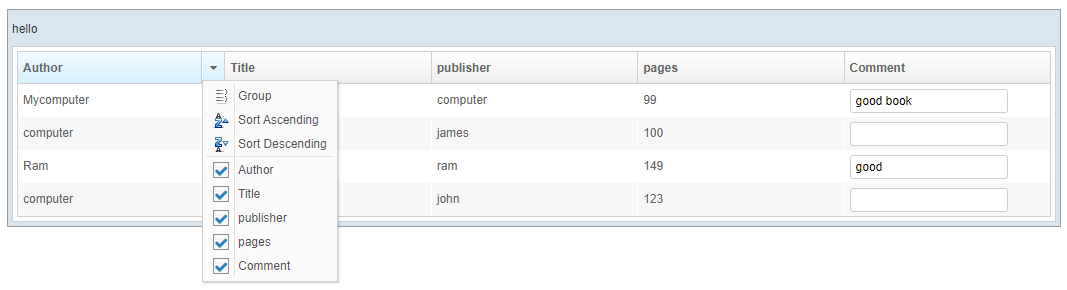 hello
Author Title publisher pages Comment
Mycomputer computer 99 good book
computer james 100
Ram ram 149 good
computer john 123
Group
Sort Ascending
Sort Descending
Author
Title
publisher
pages
Comment